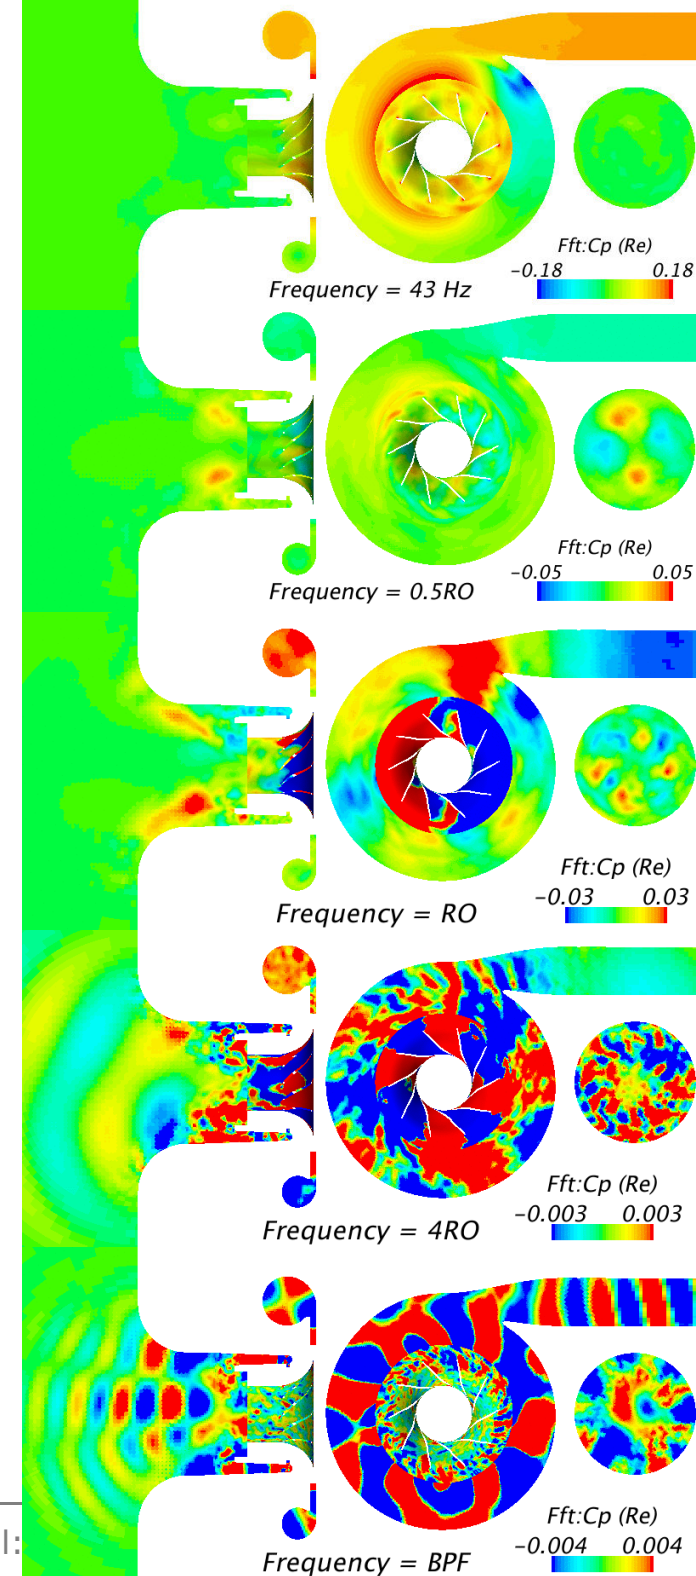 Fft:Cp (Re)
-0.18 0.18
Frequency = 43 Hz
Fft:Cp (Re)
-0.05 0.05
Frequency = 0.5RO
Fft:Cp (Re)
-0.03 0.03
Frequency = RO
Fft:Cp (Re)
-0.003 0.003
Frequency = 4RO
l:
Fft:Cp (Re)
-0.004 0.004
Frequency = BPF